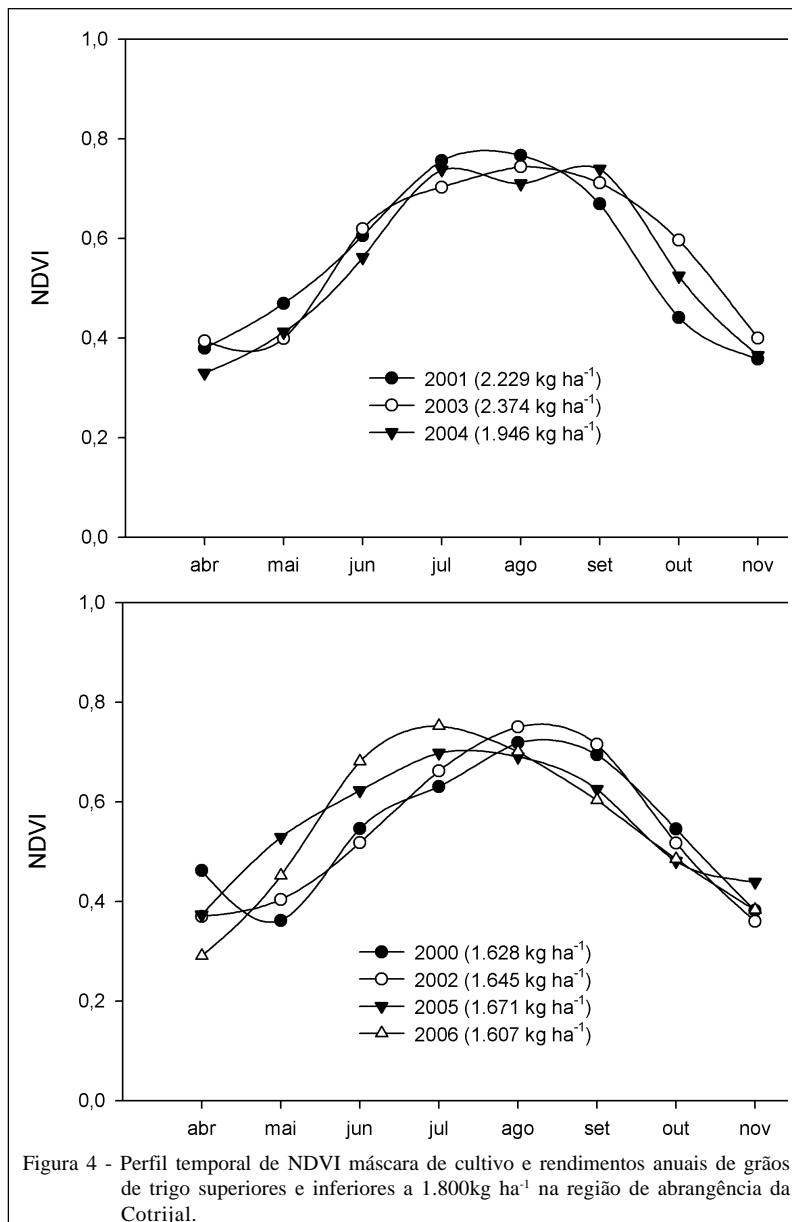 1,0
0,8
0,6
0,4
0,2
0,0
NDVI
2001 (2.229 kg ha⁻¹)
2003 (2.374 kg ha⁻¹)
2004 (1.946 kg ha⁻¹)
abr mai jun jul ago set out nov
1,0
0,8
0,6
0,4
0,2
0,0
NDVI
2000 (1.628 kg ha⁻¹)
2002 (1.645 kg ha⁻¹)
2005 (1.671 kg ha⁻¹)
2006 (1.607 kg ha⁻¹)
abr mai jun jul ago set out nov
Figura 4 - Perfil temporal de NDVI máscara de cultivo e rendimentos anuais de grãos
de trigo superiores e inferiores a 1.800kg ha⁻¹ na região de abrangência da
Cotrijal.